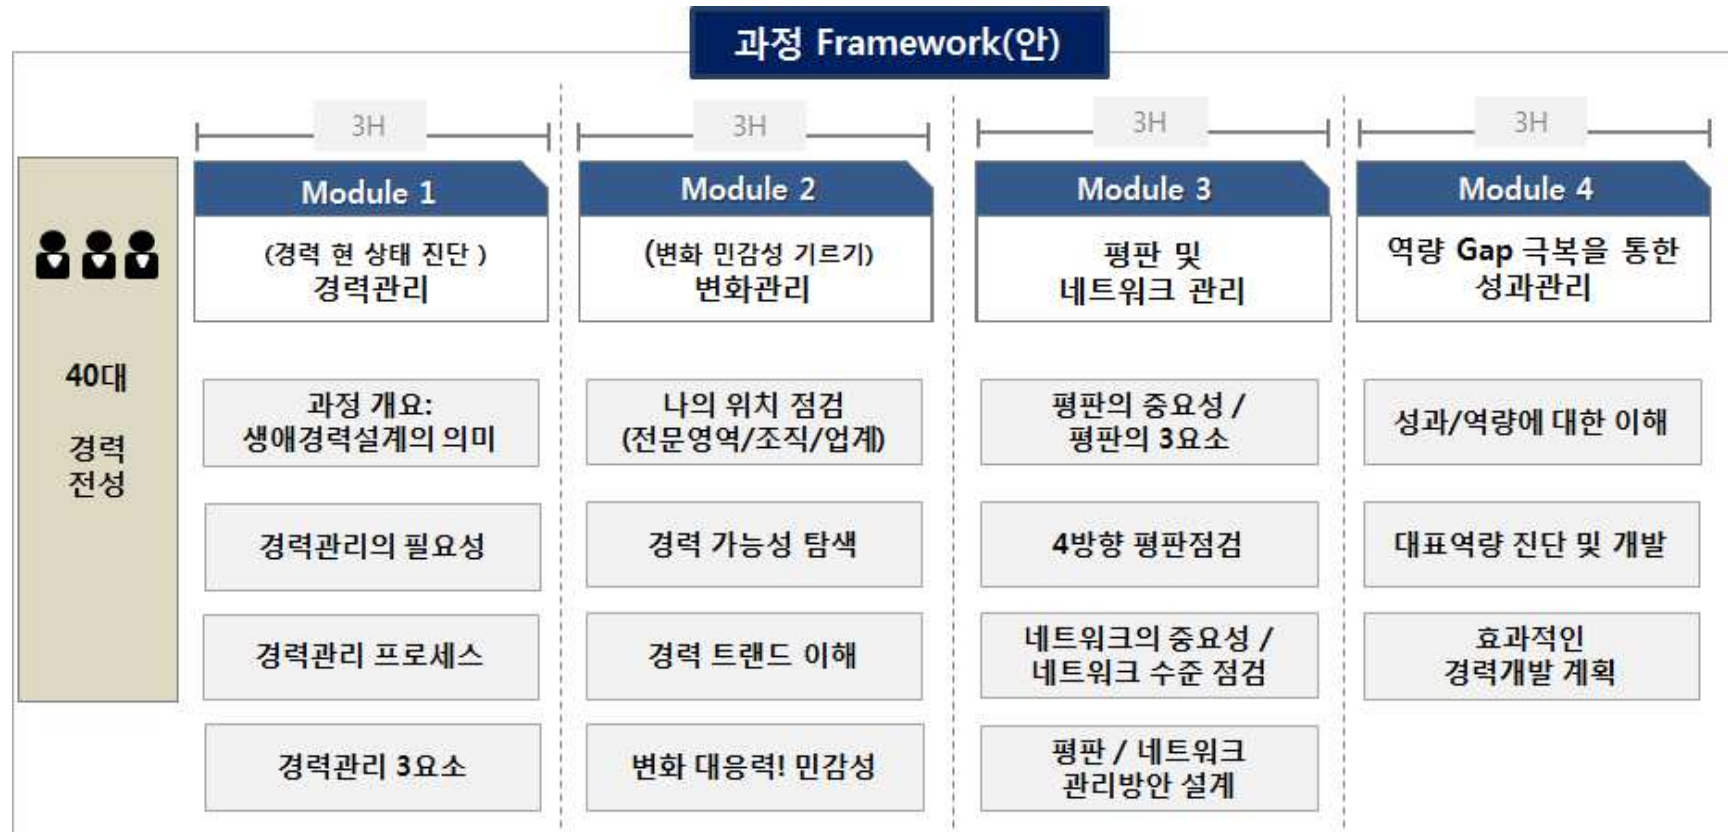 과정 Framework(안)
3H
3H
3H
3H
40대
경력
전성
Module 1
(경력 현 상태 진단 )
경력관리
과정 개요:
생애경력설계의 의미
경력관리의 필요성
경력관리 프로세스
경력관리 3요소
Module 2
(변화 민감성 기르기)
변화관리
나의 위치 점검
(전문영역/조직/업계)
경력 가능성 탐색
경력 트랜드 이해
변화 대응력! 민감성
Module 3
평판 및
네트워크 관리
평판의 중요성 /
평판의 3요소
4방향 평판점검
네트워크의 중요성 /
네트워크 수준 점검
평판 / 네트워크
관리방안 설계
Module 4
역량 Gap 극복을 통한
성과관리
성과/역량에 대한 이해
대표역량 진단 및 개발
효과적인
경력개발 계획